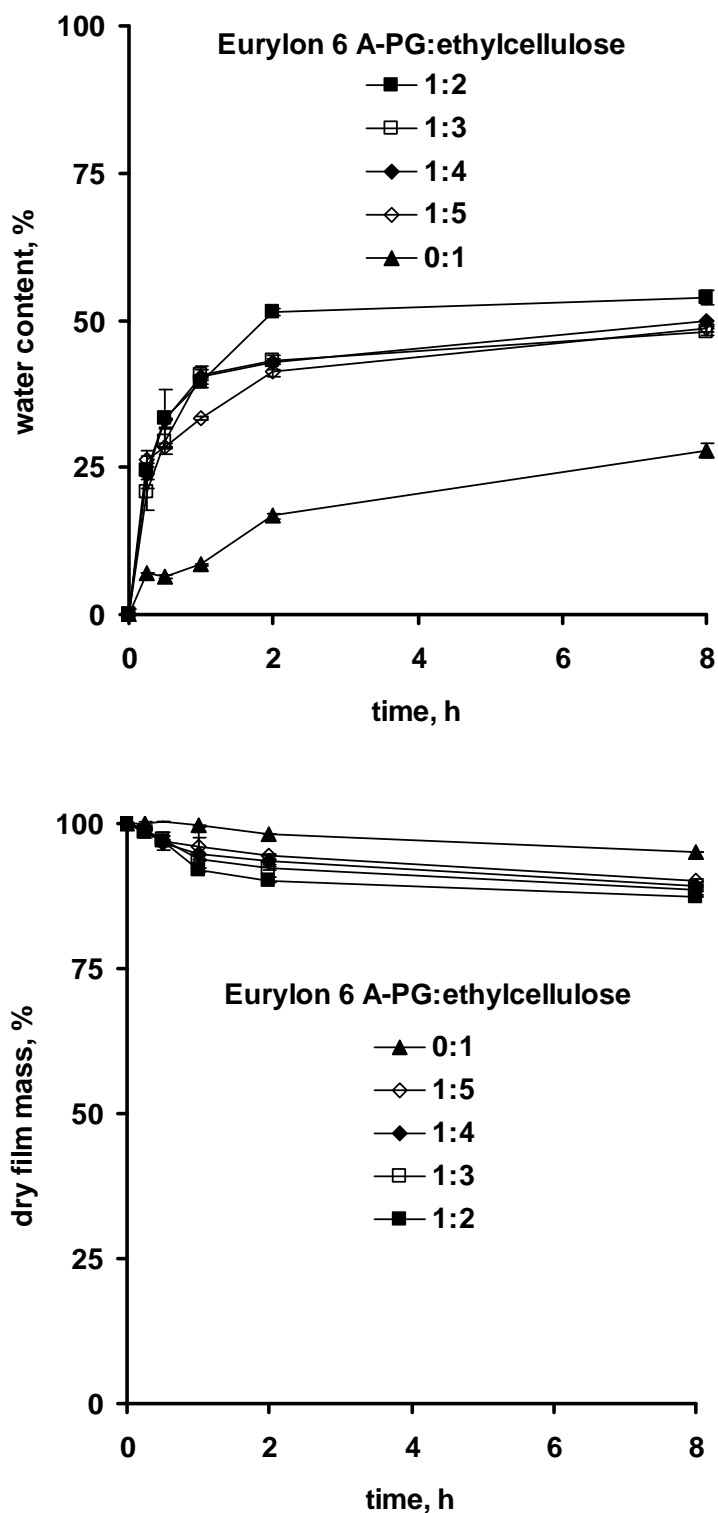 100
Eurylon 6 A-PG:ethylcellulose
1:2
1:3
1:4
1:5
0:1
75
50
25
0
water content, %
0 2 4 6 8
time, h
100
75
Eurylon 6 A-PG:ethylcellulose
0:1
1:5
1:4
1:3
1:2
50
25
0
dry film mass, %
0 2 4 6 8
time, h